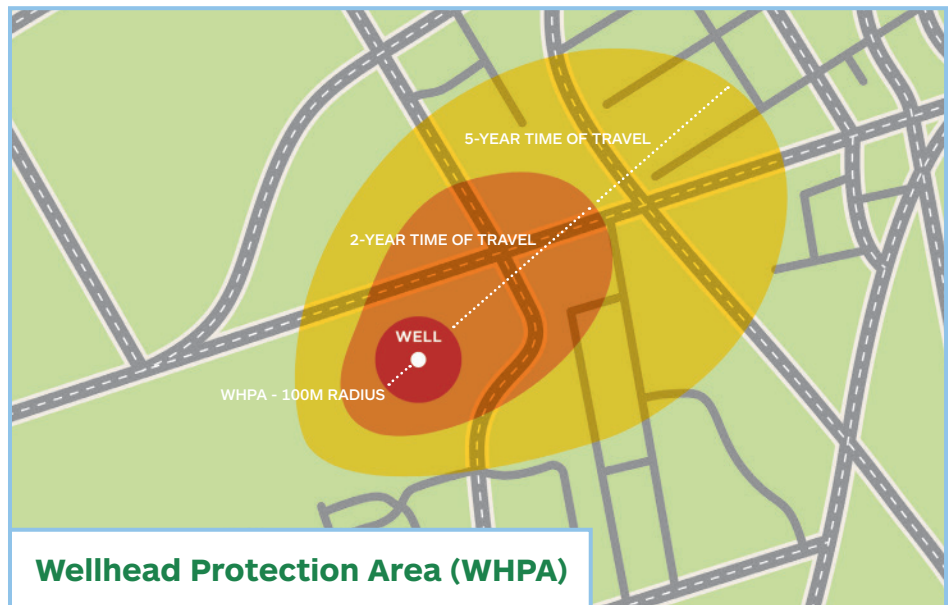 5-YEAR TIME OF TRAVEL
2-YEAR TIME OF TRAVEL
WELL
WHPA - 100M RADIUS
Wellhead Protection Area (WHPA)